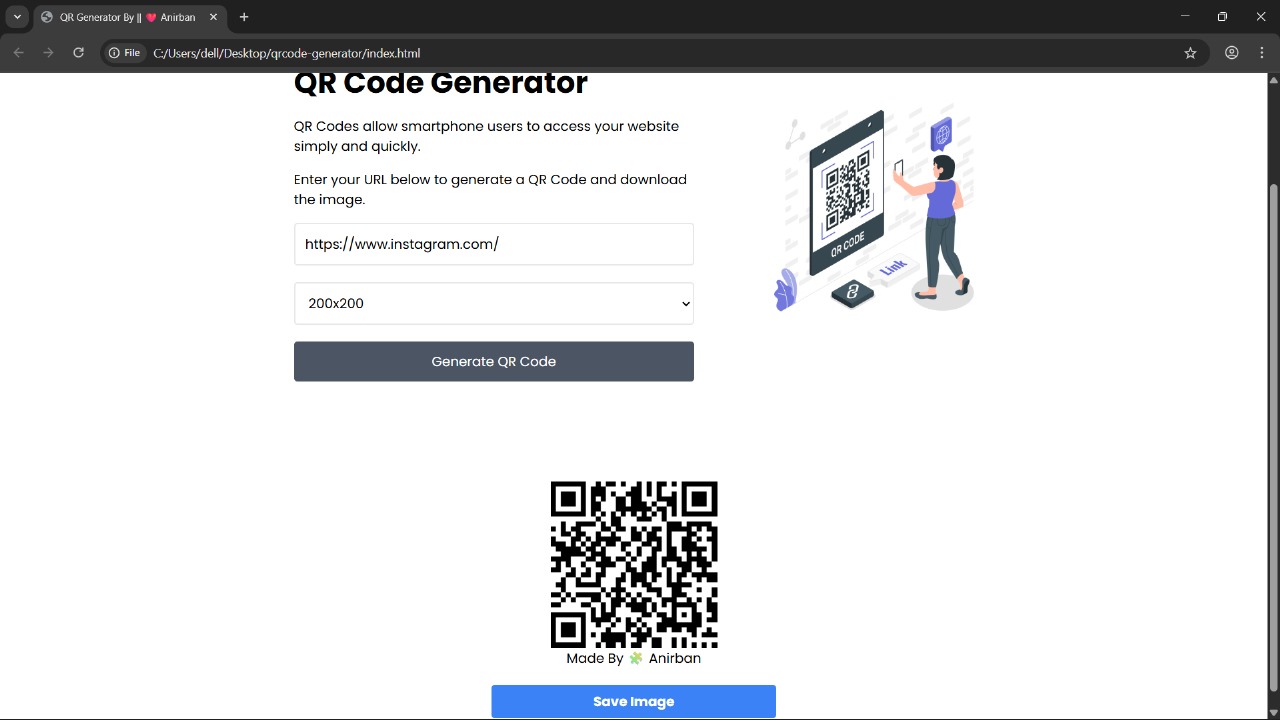 QR Generator By || 💗 Anirban
File
C:/Users/dell/Desktop/qrcode-generator/index.html
QR Code Generator
QR Codes allow smartphone users to access your website
simply and quickly.
Enter your URL below to generate a QR Code and download
the image.
https://www.instagram.com/
200x200
Generate QR Code
QR CODE
Link
Made By 🧩 Anirban
Save Image